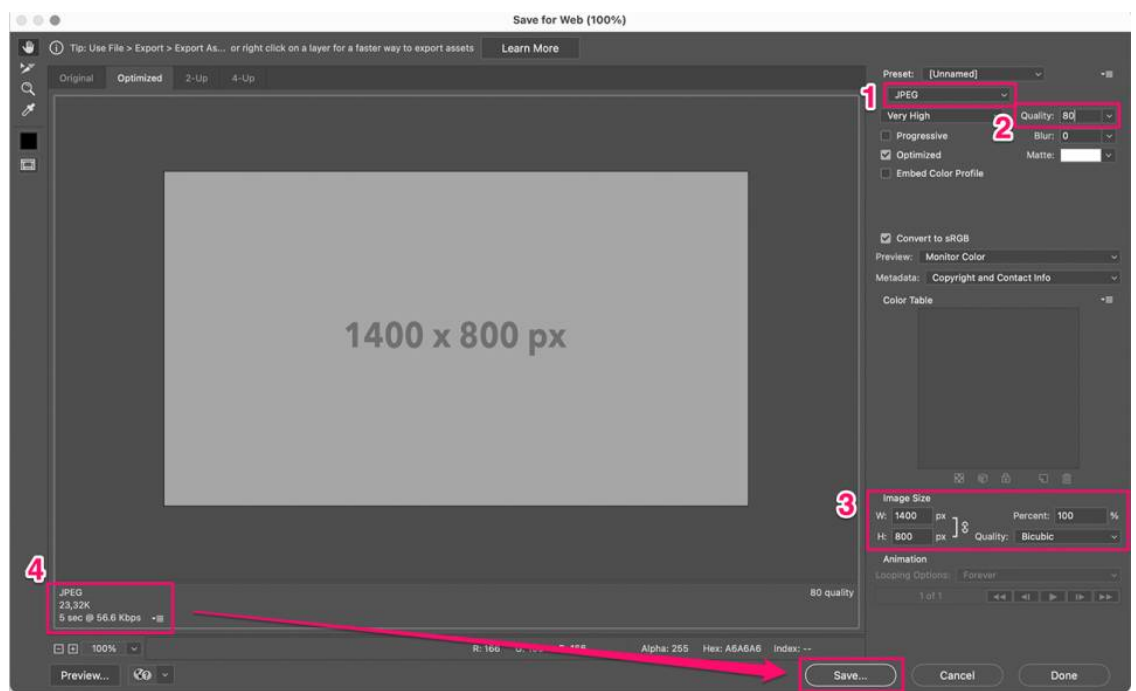 Save for Web (100%)
Tip: Use File > Export > Export As... or right click on a layer for a faster way to export assets
Learn More
Original Optimized 2-Up 4-Up
1400 x 800 px
4
JPEG
23,32K
5 sec @ 56.6 Kbps
80 quality
100%
R: 166 Alpha: 255 Hex: A6A6A6 Index: --
Preview...
Preset: [Unnamed]
1
JPEG
Very High
2
Quality: 80
Progressive
Blur: 0
Optimized
Matte:
Embed Color Profile
Convert to sRGB
Preview: Monitor Color
Metadata: Copyright and Contact Info
Color Table
3
Image Size
W: 1400 px Percent: 100 %
H: 800 px Quality: Bicubic
Animation
Looping Options: Forever
1 of 1
Save... Cancel Done